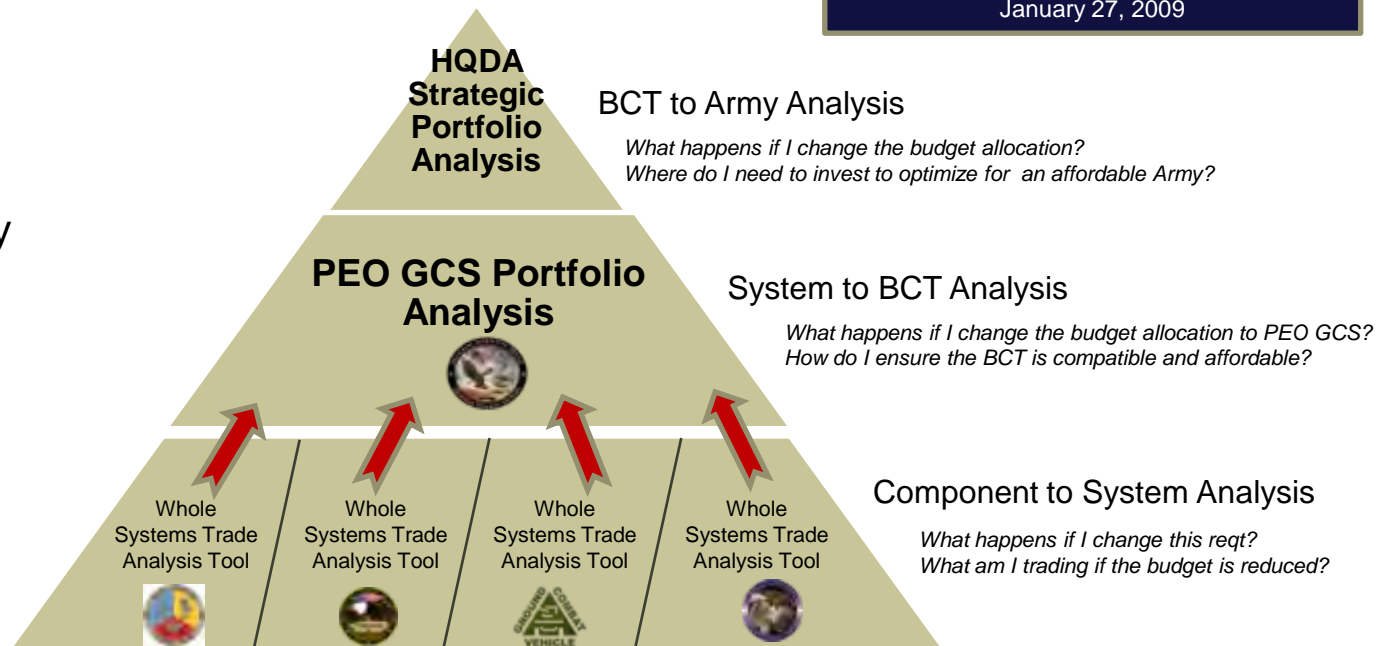 January 27, 2009
HQDA
Strategic
Portfolio
Analysis
BCT to Army Analysis
What happens if I change the budget allocation?
Where do I need to invest to optimize for an affordable Army?
y
PEO GCS Portfolio
Analysis
System to BCT Analysis
What happens if I change the budget allocation to PEO GCS?
How do I ensure the BCT is compatible and affordable?
Whole
Systems Trade
Analysis Tool
Whole
Systems Trade
Analysis Tool
Whole
Systems Trade
Analysis Tool
Whole
Systems Trade
Analysis Tool
Component to System Analysis
What happens if I change this reqt?
What am I trading if the budget is reduced?
GROUND COMBAT
VEHICLE